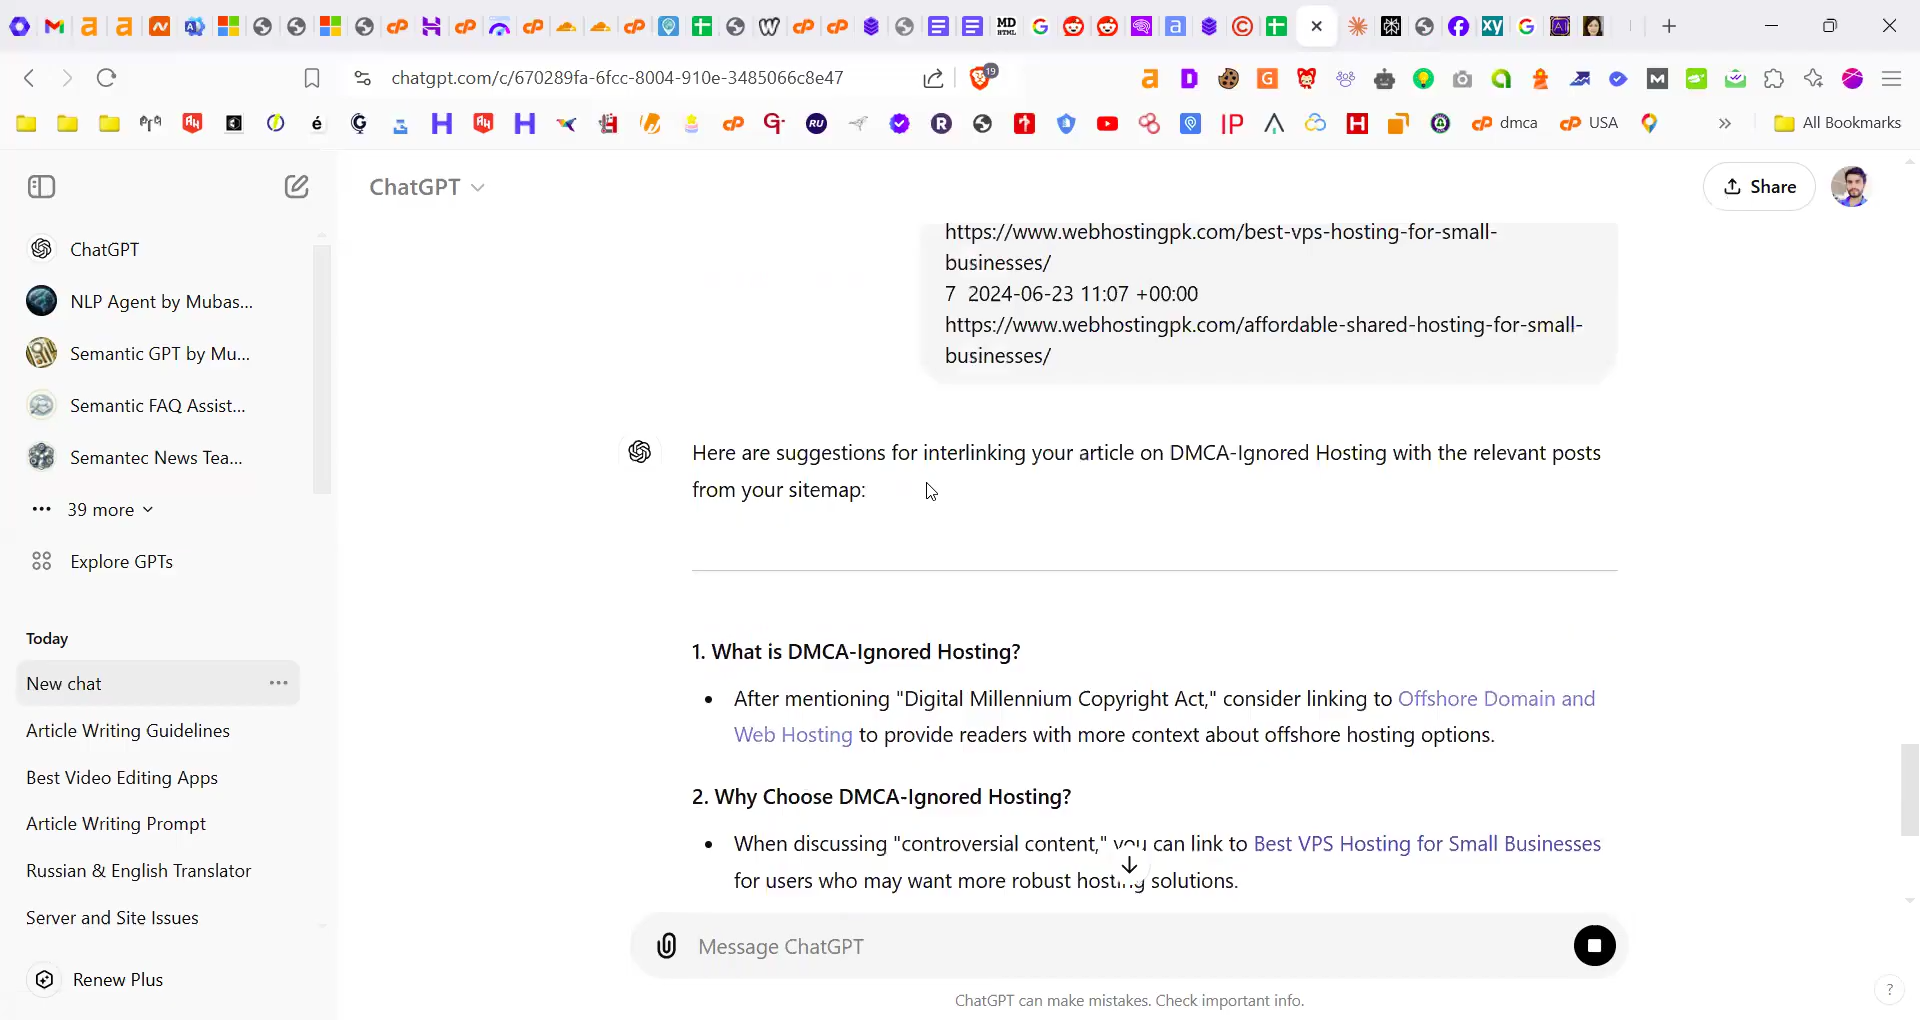 chatgpt.com/c/670289fa-6fcc-8004-910e-3485066c8e47
19
dmca
USA
All Bookmarks
ChatGPT
Share
ChatGPT
NLP Agent by Mubas...
Semantic GPT by Mu...
Semantic FAQ Assist...
Semantec News Tea...
39 more
Explore GPTs
Today
New chat
Article Writing Guidelines
Best Video Editing Apps
Article Writing Prompt
Russian & English Translator
Server and Site Issues
Renew Plus
https://www.webhostingpk.com/best-vps-hosting-for-small-
businesses/
7 2024-06-23 11:07 +00:00
https://www.webhostingpk.com/affordable-shared-hosting-for-small-
businesses/
Here are suggestions for interlinking your article on DMCA-Ignored Hosting with the relevant posts
from your sitemap:
1. What is DMCA-Ignored Hosting?
After mentioning "Digital Millennium Copyright Act," consider linking to Offshore Domain and
Web Hosting to provide readers with more context about offshore hosting options.
2. Why Choose DMCA-Ignored Hosting?
When discussing "controversial content," you can link to Best VPS Hosting for Small Businesses
for users who may want more robust hosting solutions.
Message ChatGPT
ChatGPT can make mistakes. Check important info.
?